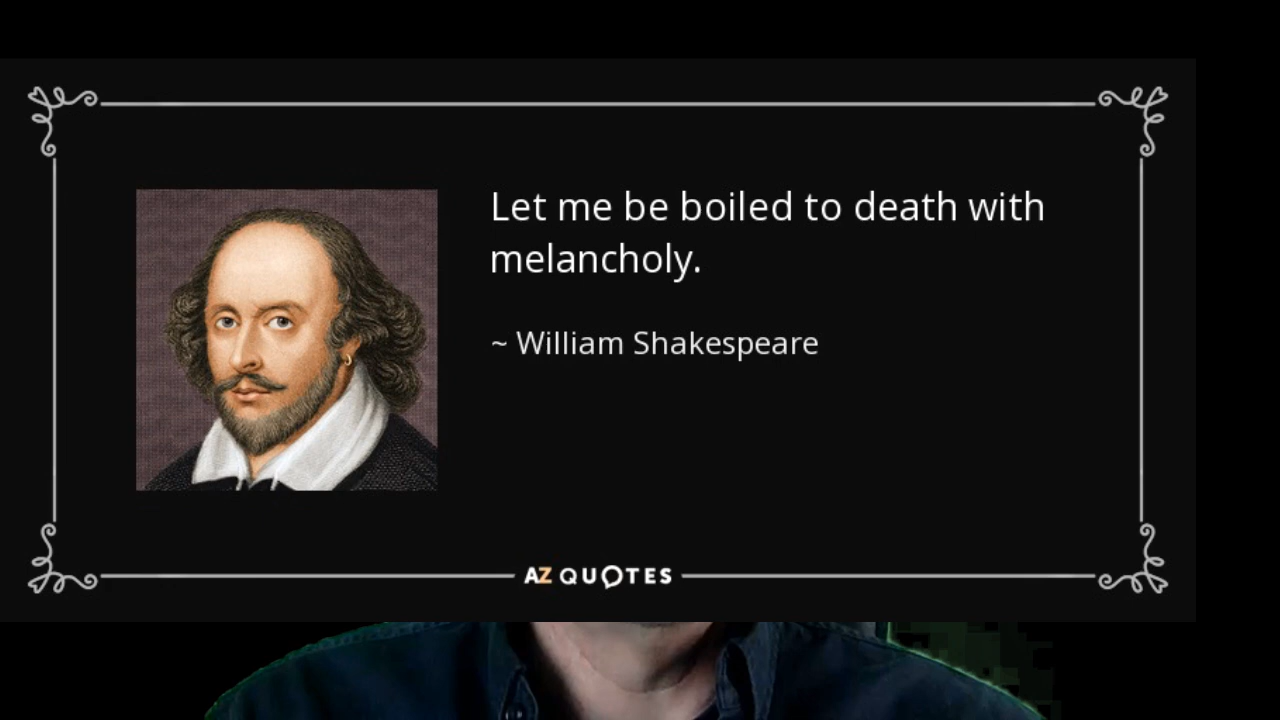 Let me be boiled to death with
melancholy.
~ William Shakespeare
AZ QUOTES